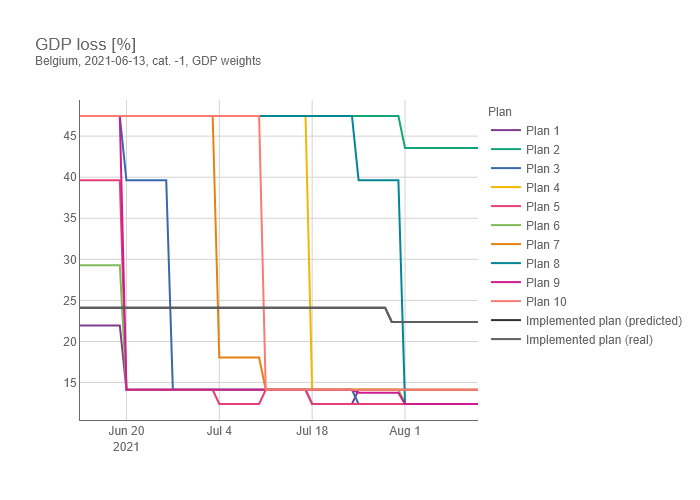 GDP loss [%]
Belgium, 2021-06-13, cat. -1, GDP weights
45
40
35
30
25
20
15
Jun 20
2021
Jul 4
Jul 18
Aug 1
Plan
Plan 1
Plan 2
Plan 3
Plan 4
Plan 5
Plan 6
Plan 7
Plan 8
Plan 9
Plan 10
Implemented plan (predicted)
Implemented plan (real)